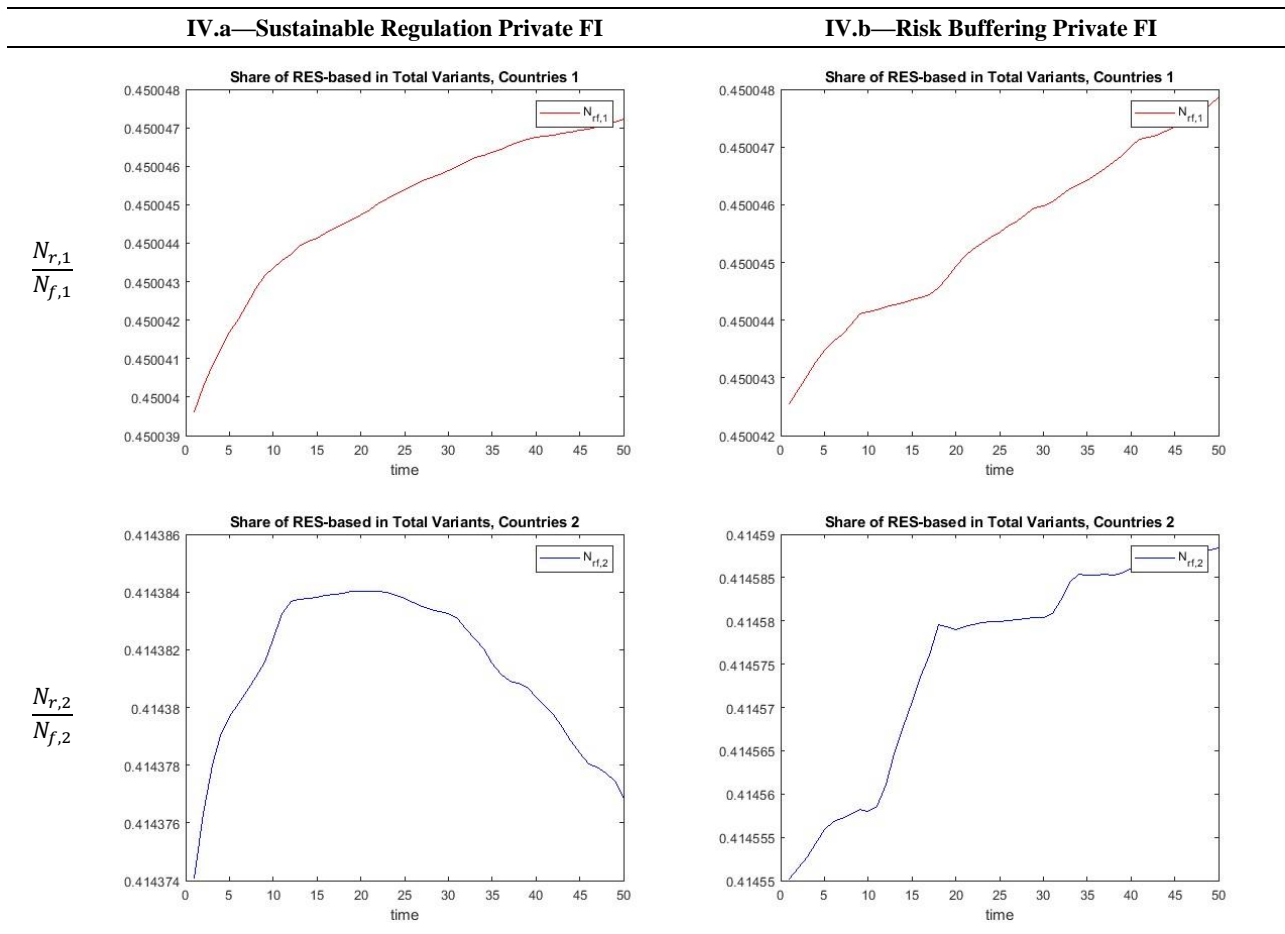 IV.a—Sustainable Regulation Private FI
IV.b—Risk Buffering Private FI
N_{r,1}
N_{f,1}
Share of RES-based in Total Variants, Countries 1
N_{rf,1}
0.450048
0.450047
0.450046
0.450045
0.450044
0.450043
0.450042
0.450041
0.45004
0.450039
0 5 10 15 20 25 30 35 40 45 50
time
Share of RES-based in Total Variants, Countries 1
N_{rf,1}
0.450048
0.450047
0.450046
0.450045
0.450044
0.450043
0.450042
0 5 10 15 20 25 30 35 40 45 50
time
N_{r,2}
N_{f,2}
Share of RES-based in Total Variants, Countries 2
N_{rf,2}
0.414386
0.414384
0.414382
0.41438
0.414378
0.414376
0.414374
0 5 10 15 20 25 30 35 40 45 50
time
Share of RES-based in Total Variants, Countries 2
N_{rf,2}
0.41459
0.414585
0.41458
0.414575
0.41457
0.414565
0.41456
0.414555
0.41455
0 5 10 15 20 25 30 35 40 45 50
time